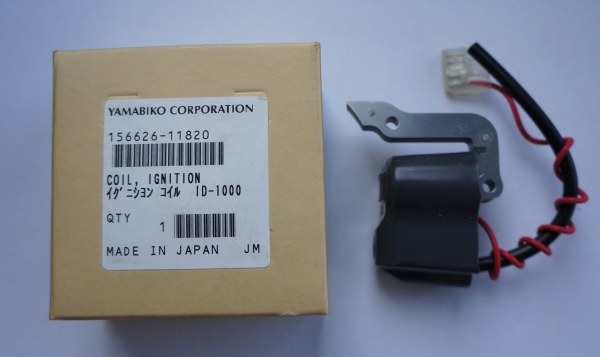 YAMABIKO CORPORATION
156626-11820
COIL, IGNITION
イグニシヨン コイル ID-1000
QTY
1
MADE IN JAPAN JM